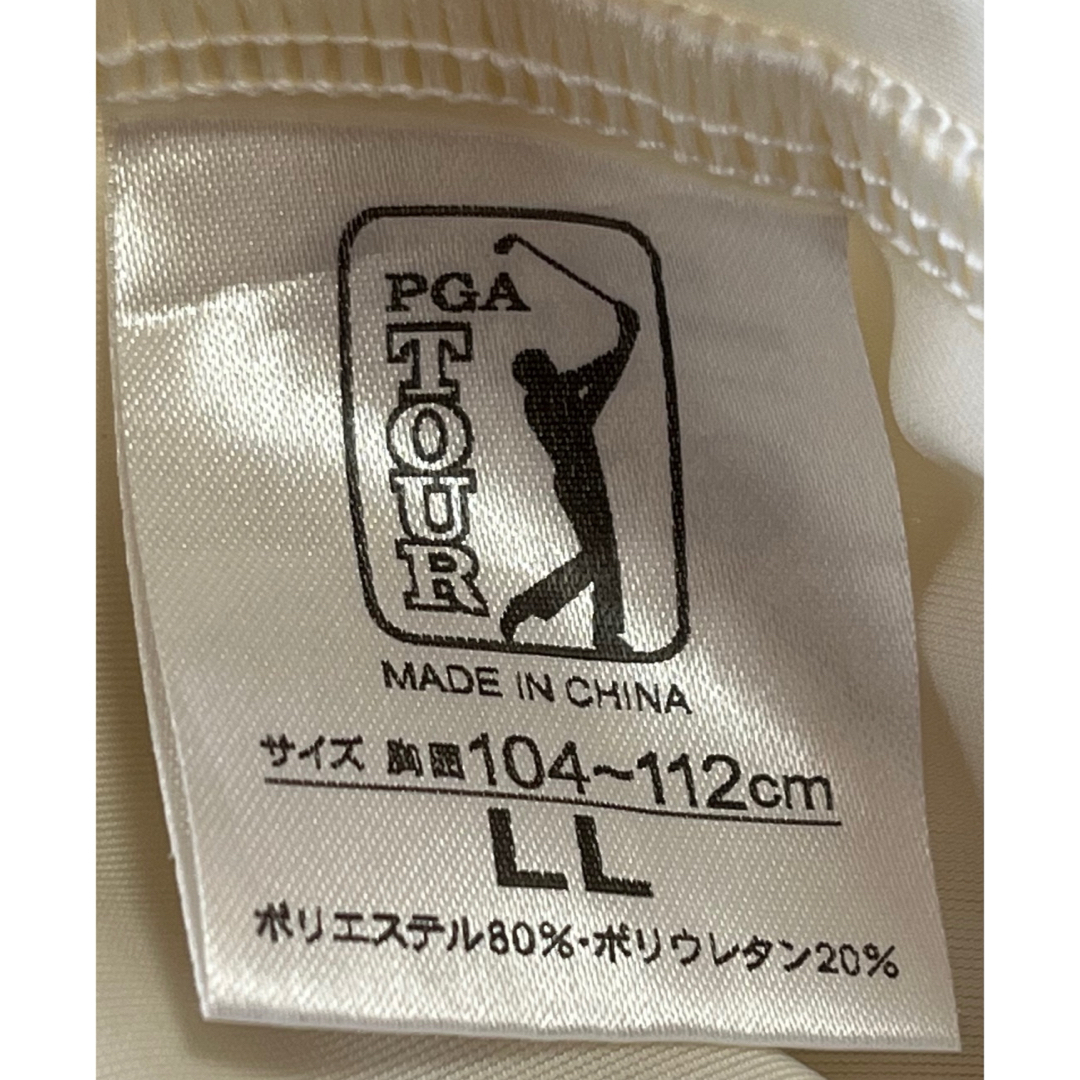 PGA
TOUR
MADE IN CHINA
サイズ 胸囲104~112cm
LL
ポリエステル80%・ポリウレタン20%